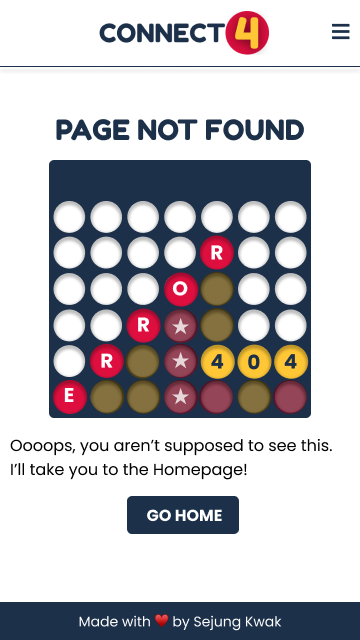 CONNECT4
PAGE NOT FOUND
R
O
R
R 4 0 4
E
Oooops, you aren’t supposed to see this.
I’ll take you to the Homepage!
GO HOME
Made with ❤️ by Sejung Kwak